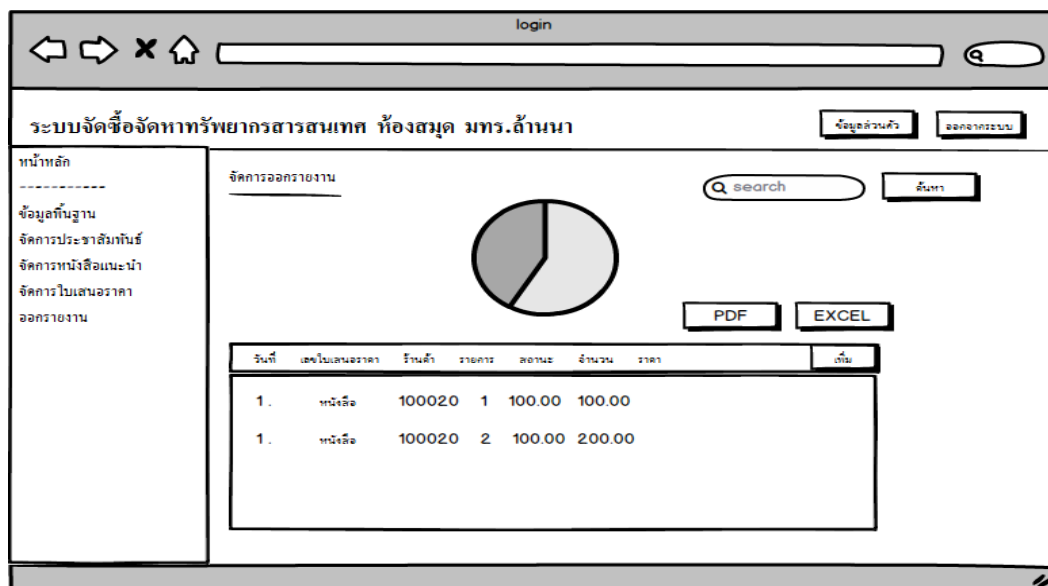 login
ระบบจัดซื้อจัดหาทรัพยากรสารสนเทศ ห้องสมุด มทร.ล้านนา
ข้อมูลส่วนตัว
ออกจากระบบ
หน้าหลัก
-----------
ข้อมูลพื้นฐาน
จัดการประชาสัมพันธ์
จัดการหนังสือแนะนำ
จัดการใบเสนอราคา
ออกรายงาน
จัดการออกรายงาน
search
ค้นหา
PDF
EXCEL
วันที่ เลขใบเสนอราคา ร้านค้า รายการ สถานะ จำนวน ราคา เพิ่ม
1. หนังสือ 100020 1 100.00 100.00
1. หนังสือ 100020 2 100.00 200.00